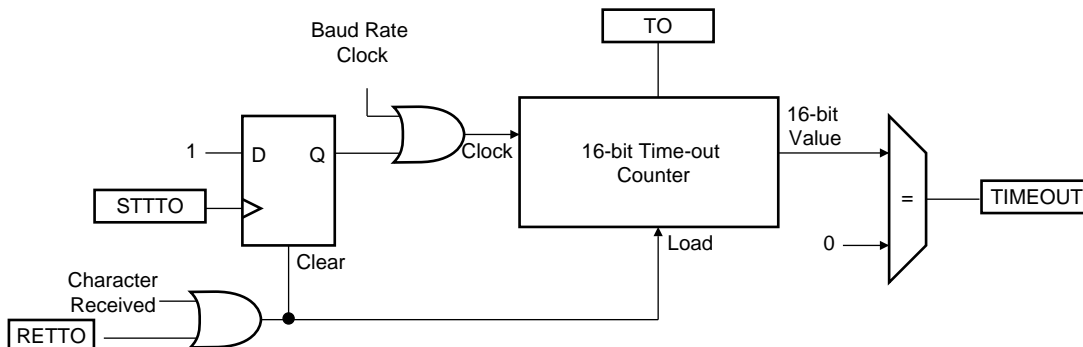 TO
Baud Rate
Clock
16-bit
Value
1
D
Q
Clock
16-bit Time-out
Counter
STTTO
=
TIMEOUT
Clear
Load
0
Character
Received
RETTO